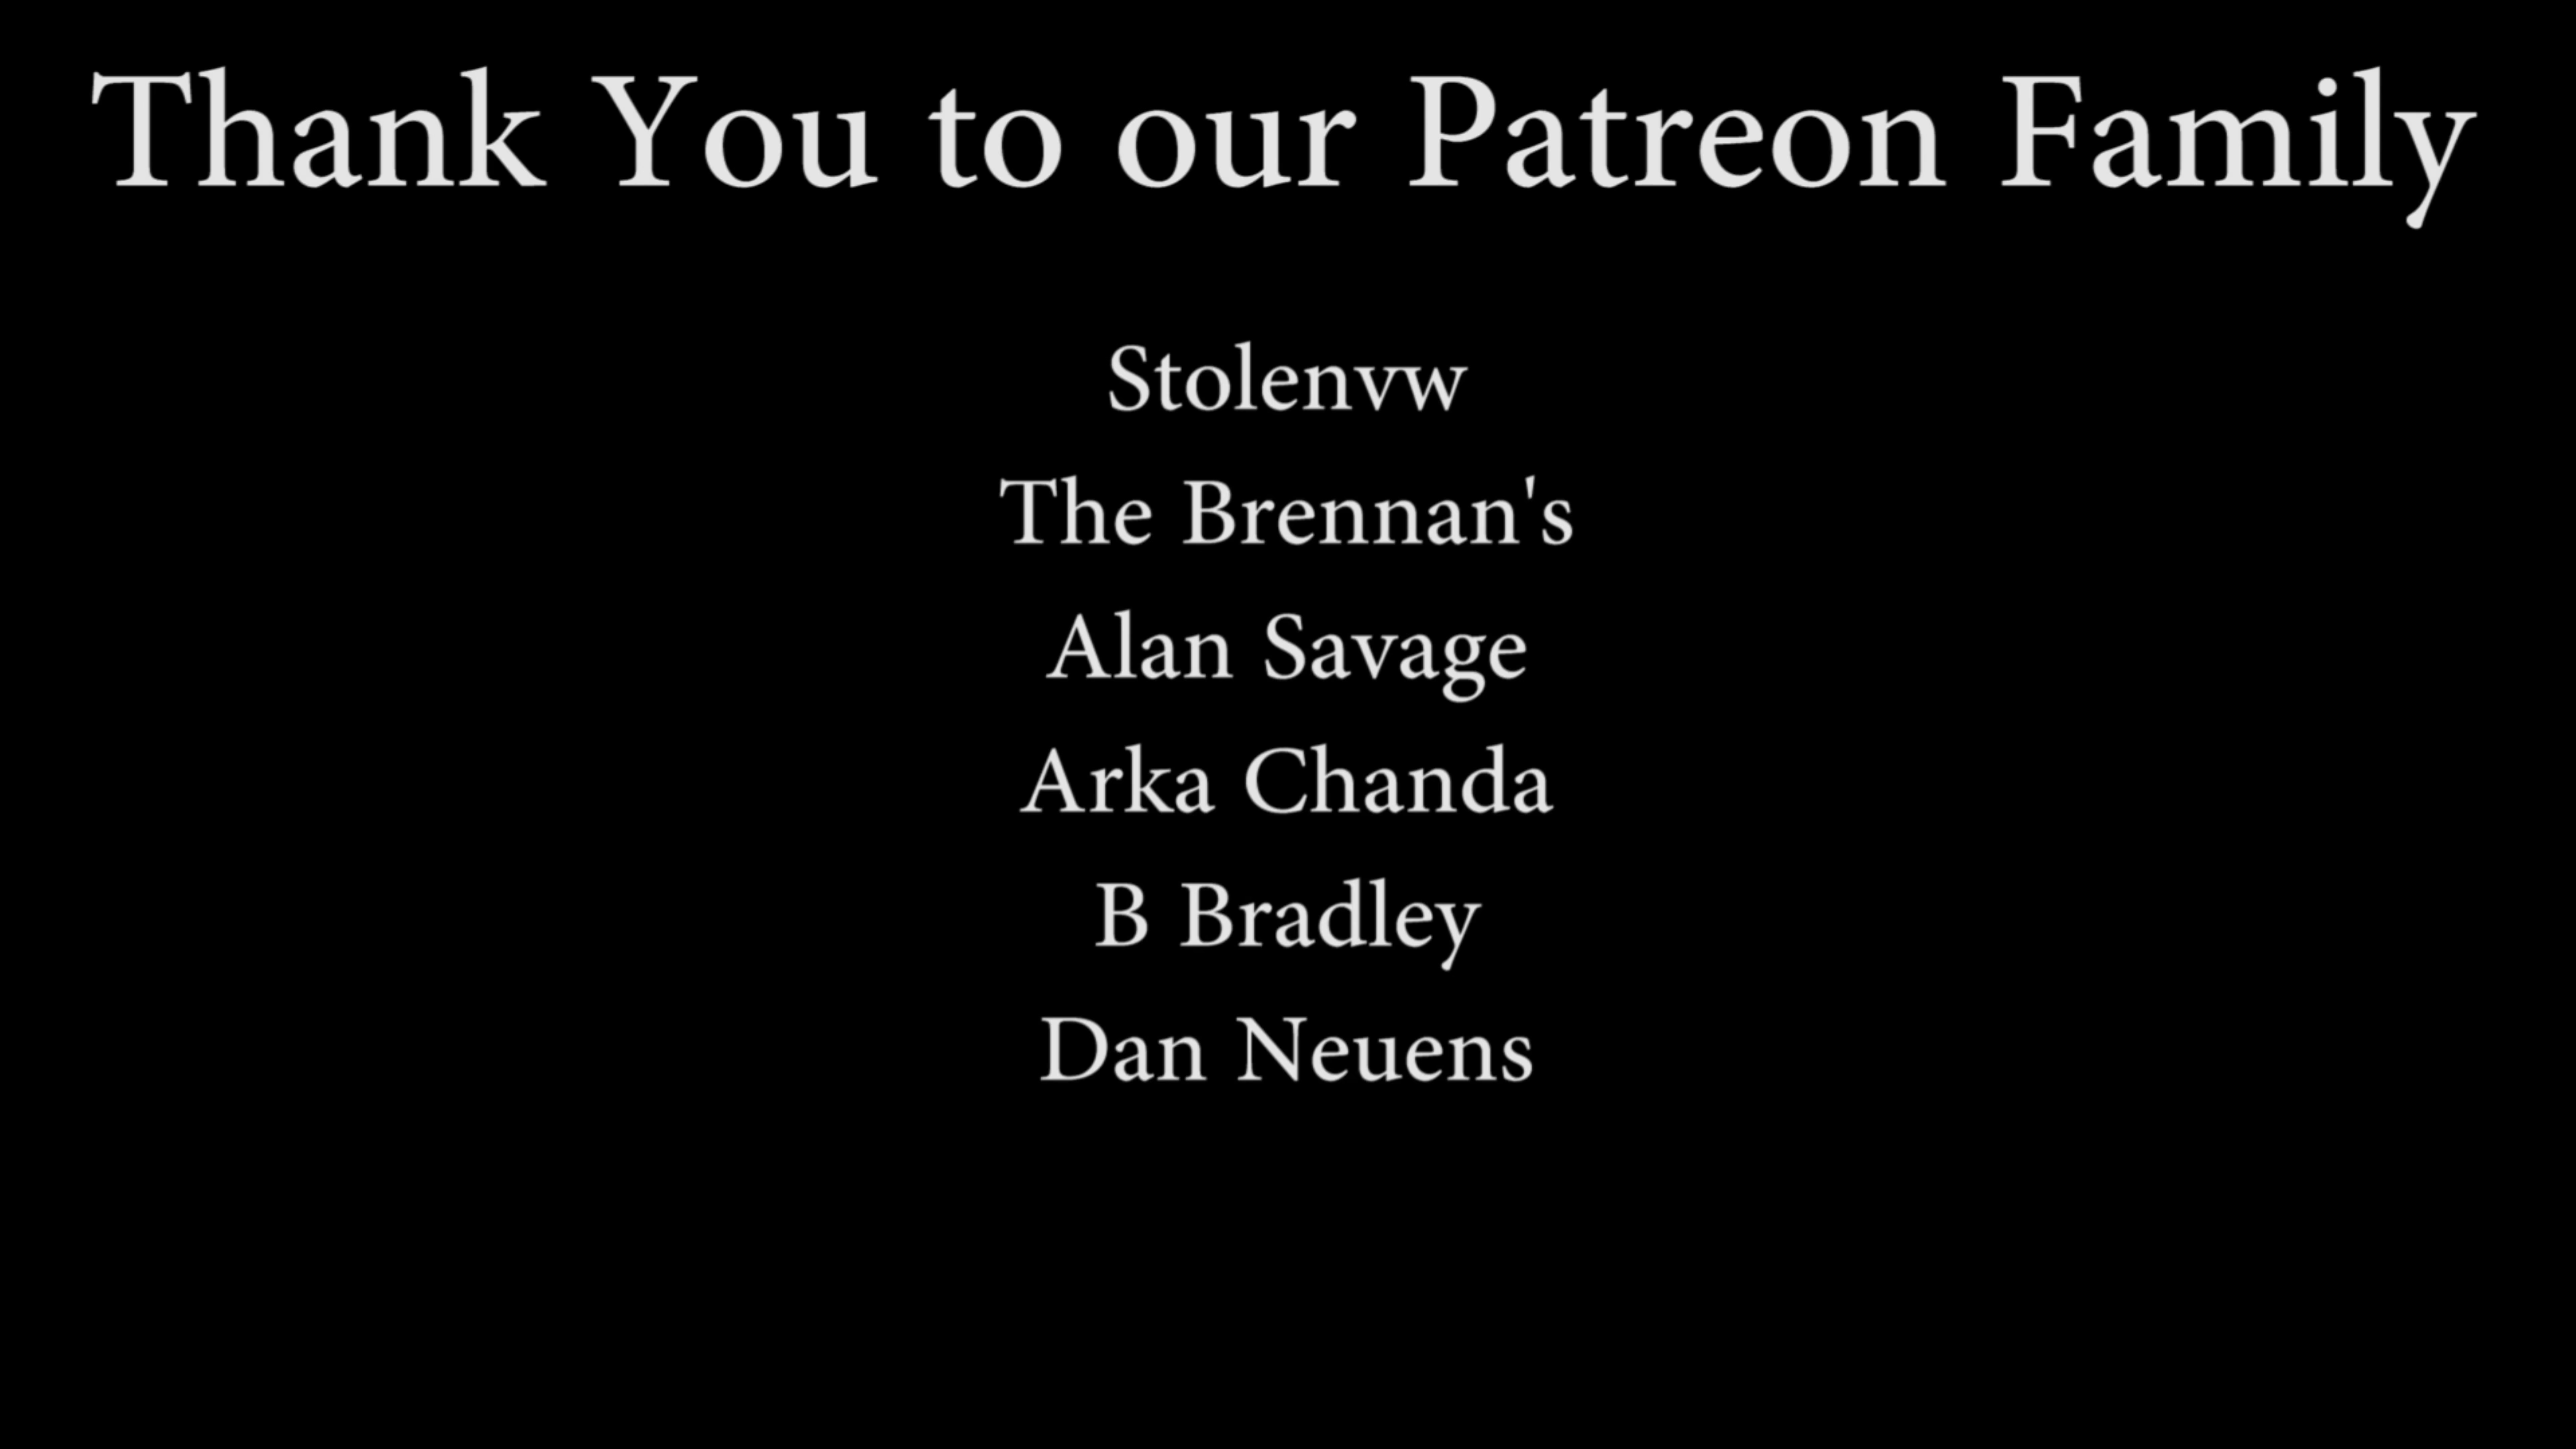 Thank You to our Patreon Family
Stolenvw
The Brennan's
Alan Savage
Arka Chanda
B Bradley
Dan Neuens